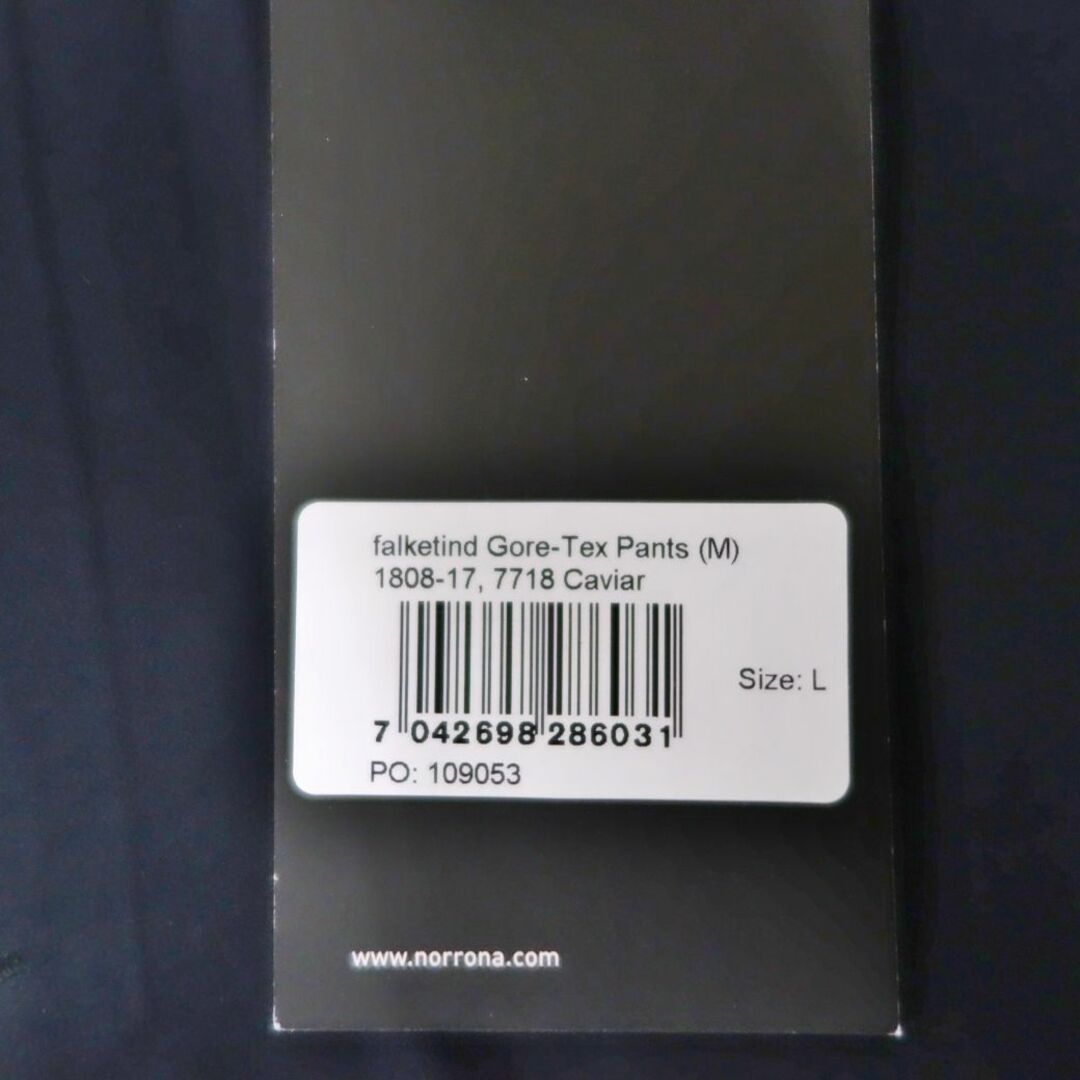 falketind Gore-Tex Pants (M)
1808-17, 7718 Caviar
Size: L
7 042698 286031
PO: 109053
www.norrona.com